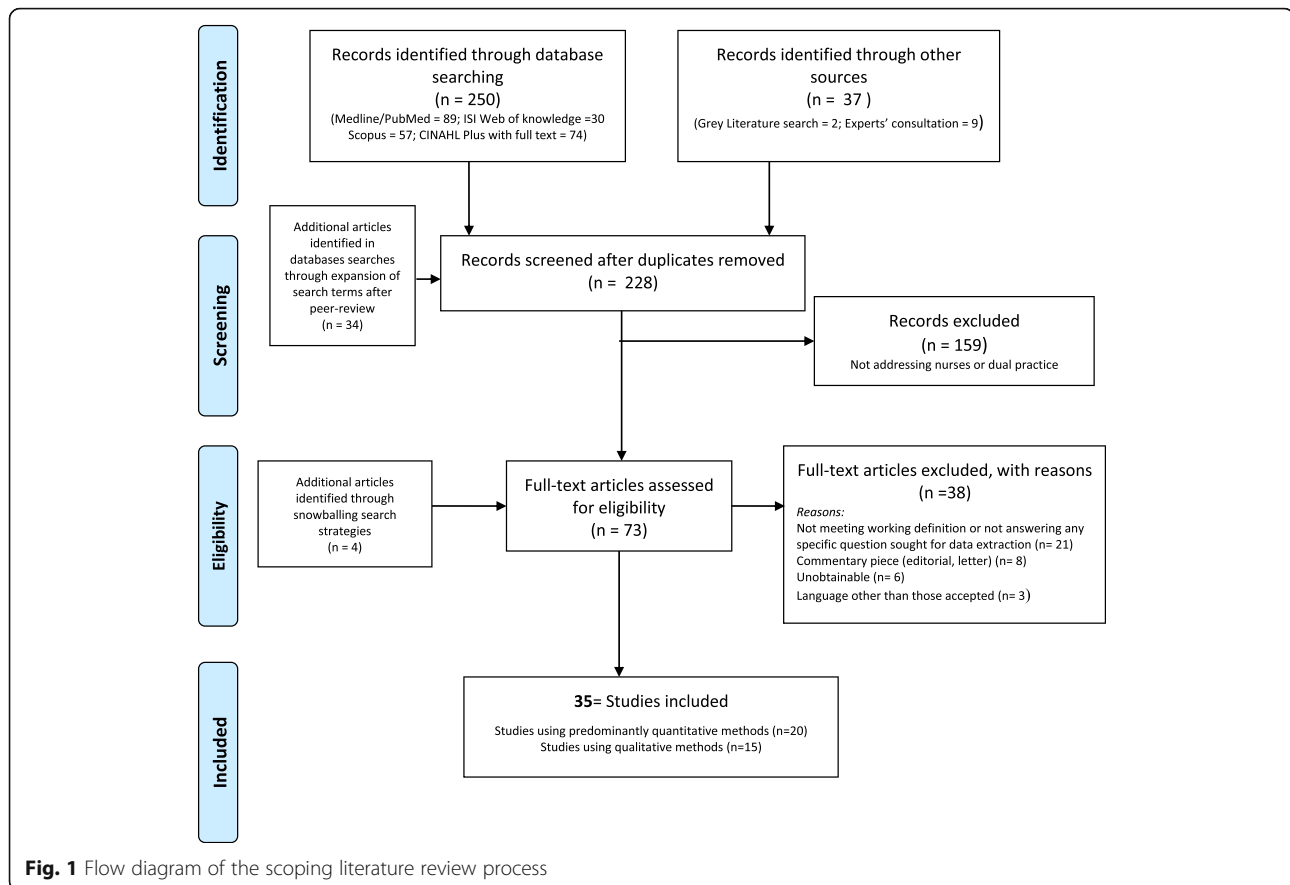 Identification
Records identified through database
searching
(n = 250)
(Medline/PubMed = 89; ISI Web of knowledge =30
Scopus = 57; CINAHL Plus with full text = 74)
Records identified through other
sources
(n = 37 )
(Grey Literature search = 2; Experts’ consultation = 9)
Screening
Additional articles
identified in
databases searches
through expansion of
search terms after
peer-review
(n = 34)
Records screened after duplicates removed
(n = 228)
Records excluded
(n = 159)
Not addressing nurses or dual practice
Eligibility
Additional articles
identified through
snowballing search
strategies
(n = 4)
Full-text articles assessed
for eligibility
(n = 73)
Full-text articles excluded, with reasons
(n =38)
Reasons:
Not meeting working definition or not answering any
specific question sought for data extraction (n= 21)
Commentary piece (editorial, letter) (n= 8)
Unobtainable (n= 6)
Language other than those accepted (n= 3)
Included
35= Studies included
Studies using predominantly quantitative methods (n=20)
Studies using qualitative methods (n=15)
Fig. 1 Flow diagram of the scoping literature review process